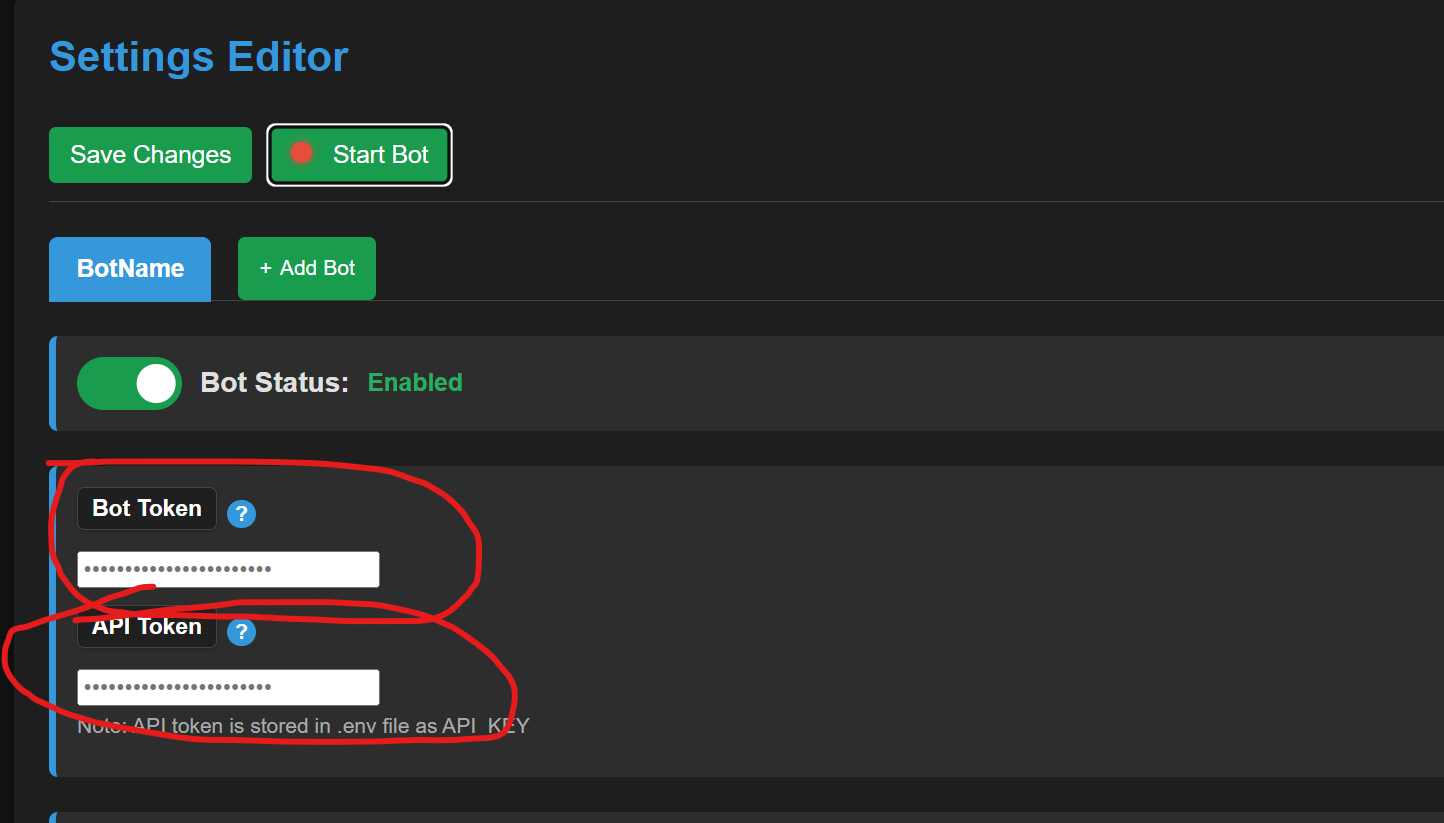 Settings Editor
Save Changes
Start Bot
BotName
+ Add Bot
Bot Status: Enabled
Bot Token ?
•••••••••••••••••••••••
API Token ?
•••••••••••••••••••••••
Note: API token is stored in .env file as API_KEY